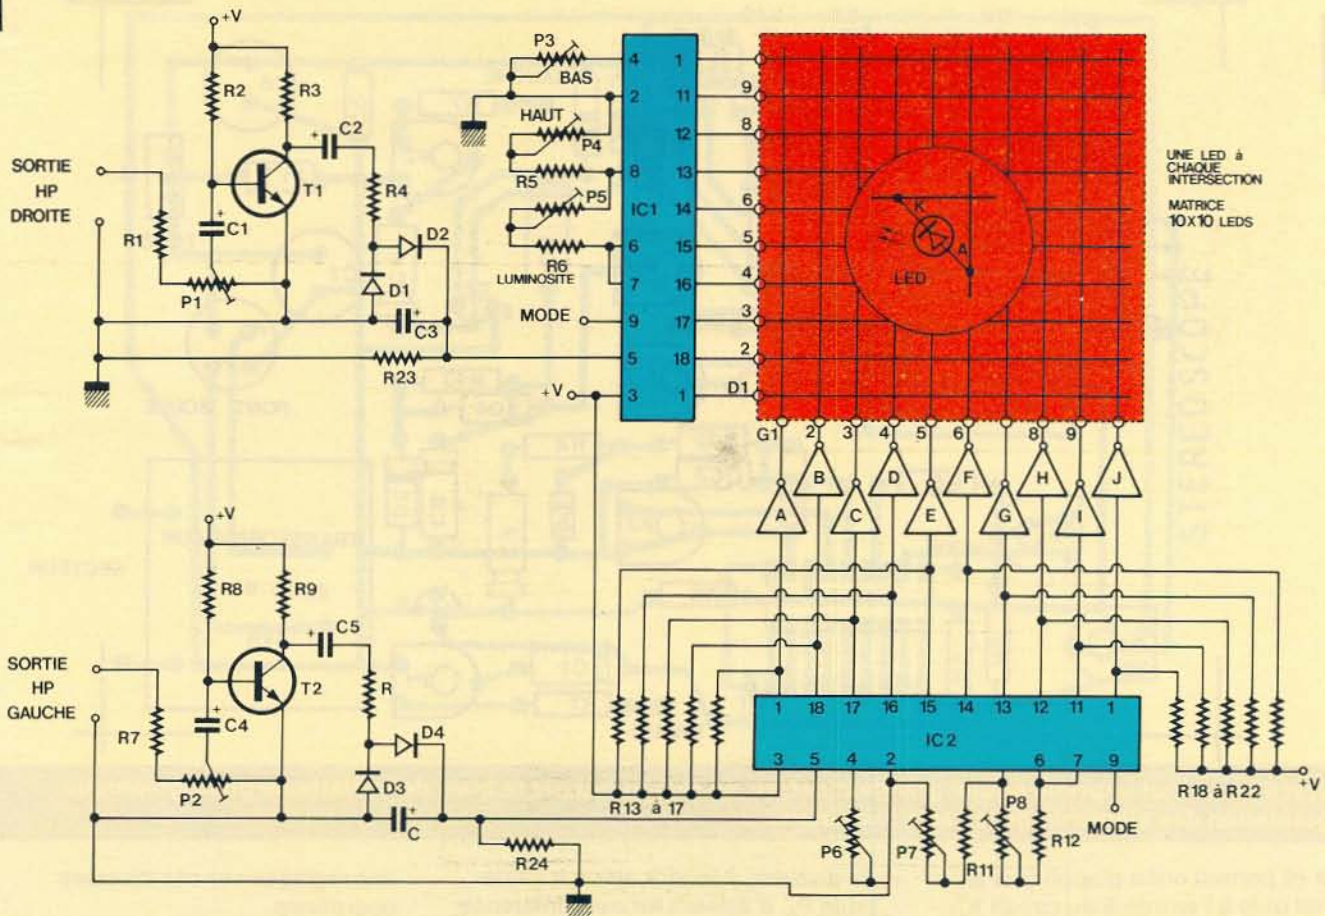 +V
R2
R3
C2
SORTIE
HP
DROITE
T1
R4
R1
C1
D2
P1
D1
C3
R23
P3
BAS
HAUT
P4
R5
P5
R6
LUMINOSITE
MODE
+V
4
2
8
6
7
9
5
3
IC1
1
11
12
13
14
15
16
17
18
1
9
8
6
5
4
3
2
D1
K
A
LED
UNE LED à
CHAQUE
INTERSECTION
MATRICE
10X10 LEDS
STEREOSCOPE
G1 2 3 4 5 6 8 9
A B C D E F G H I J
+V
R8
R9
C5
SORTIE
HP
GAUCHE
T2
R
R7
C4
D4
P2
D3
C
R24
1 18 17 16 15 14 13 12 11 1
IC2
3 5 4 2 6 7 9
R13 à 17
R18 à R22
+V
P6
P7
R11
P8
R12
MODE